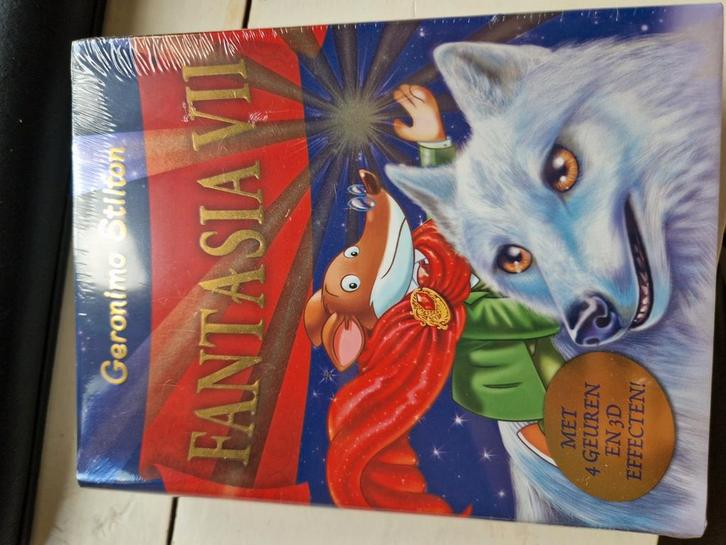 Geronimo Stilton
FANTASIA VII
MET
4 GEUREN
EN 3D
EFFECTEN!